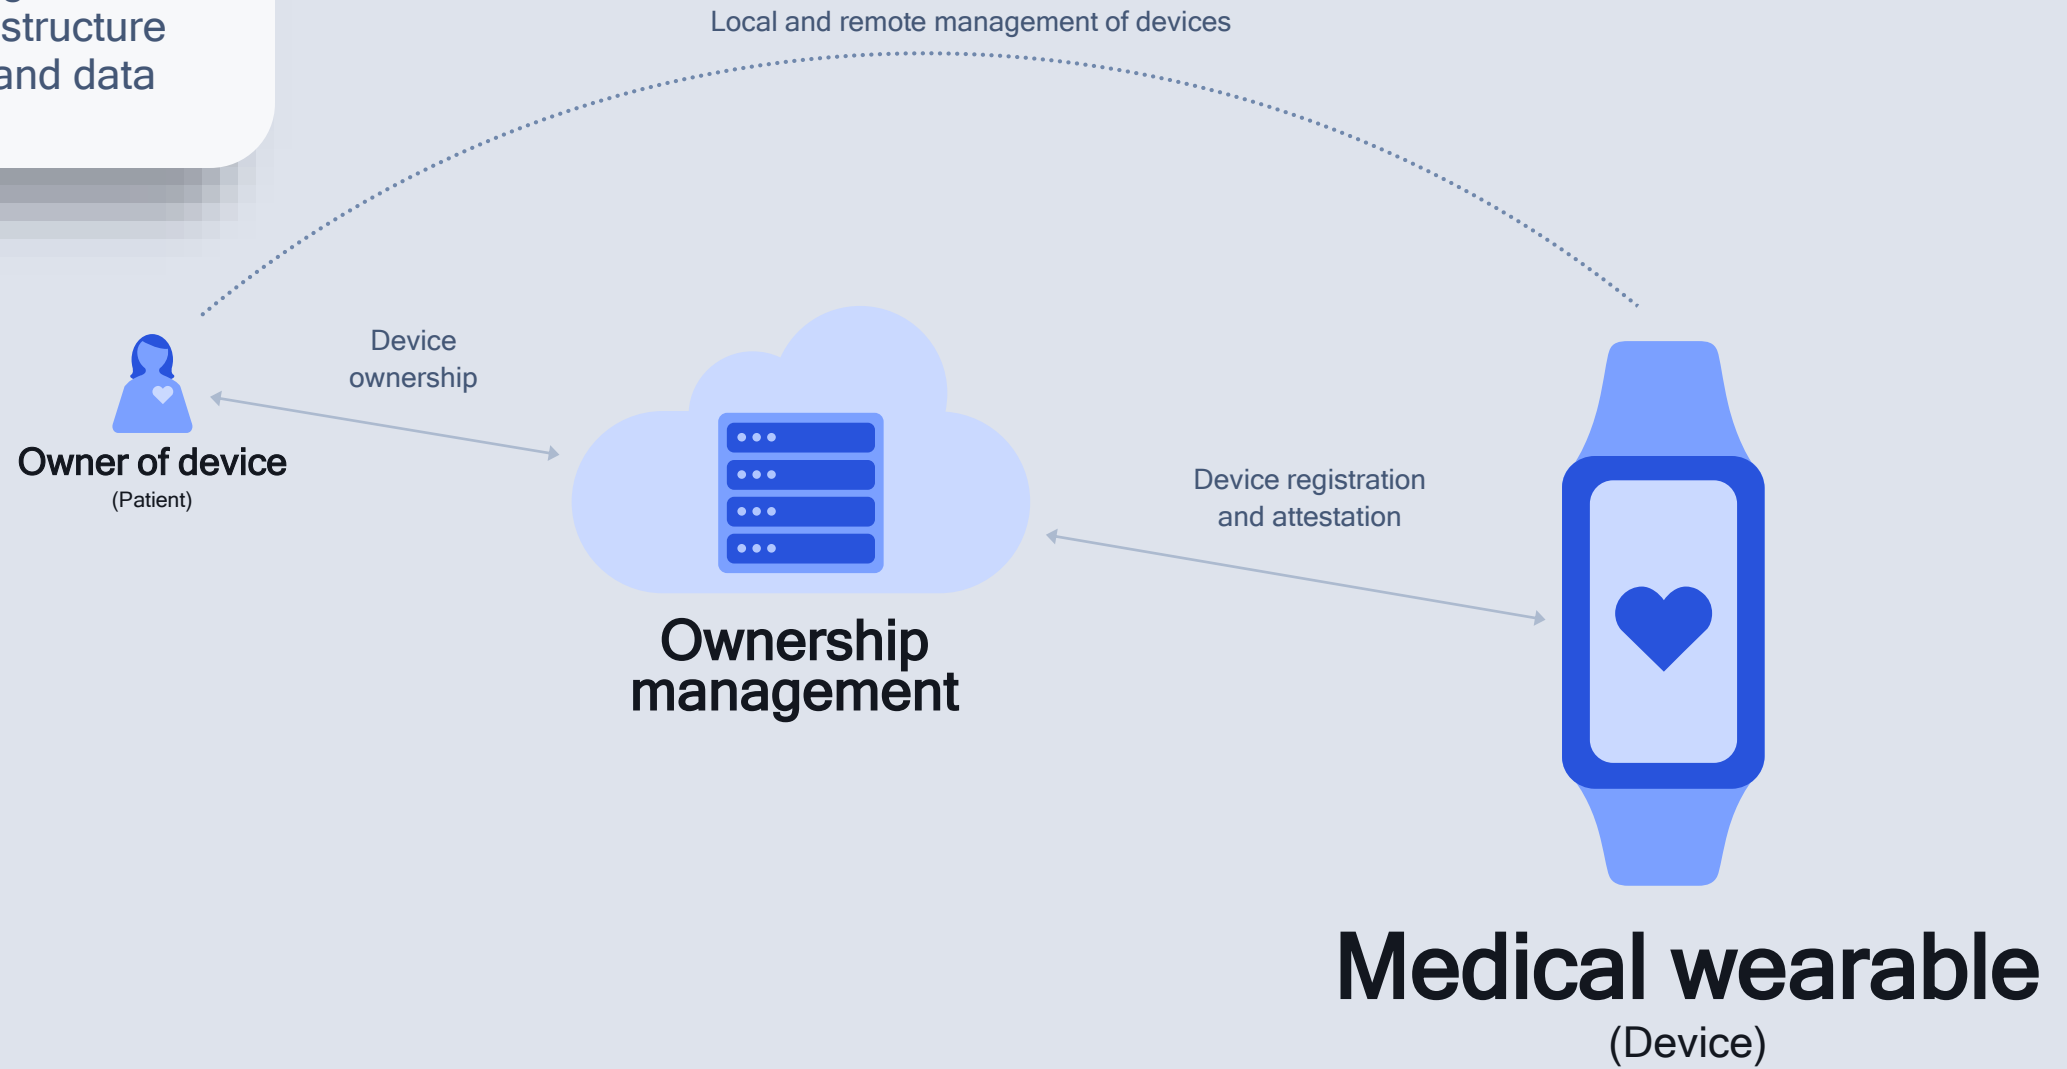 structure
and data
Local and remote management of devices
Device
ownership
Owner of device
(Patient)
Device registration
and attestation
Ownership
management
Medical wearable
(Device)